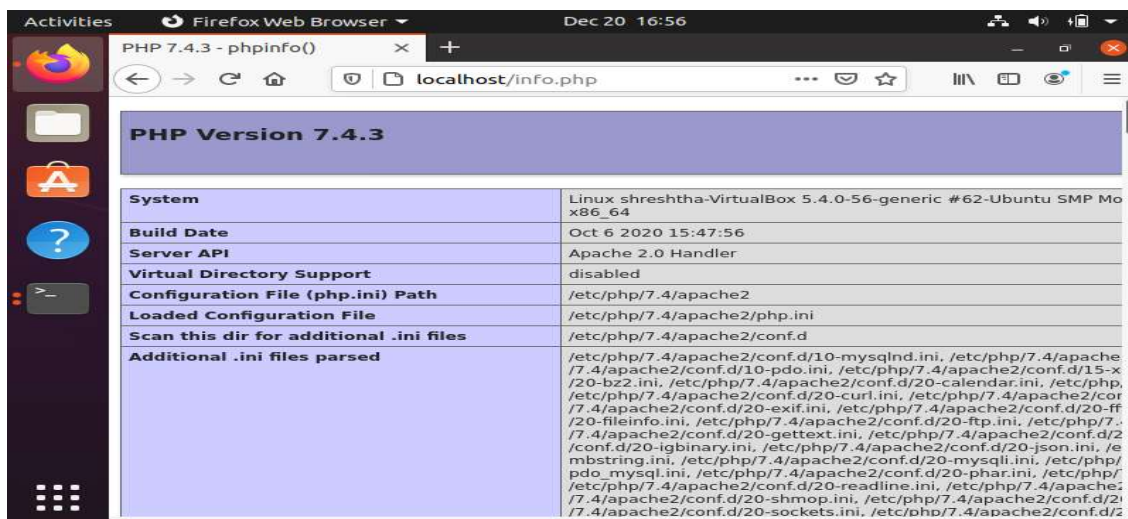 Activities Firefox Web Browser Dec 20 16:56
PHP 7.4.3 - phpinfo()
localhost/info.php
PHP Version 7.4.3
System Linux shreshtha-VirtualBox 5.4.0-56-generic #62-Ubuntu SMP Mo
x86_64
Build Date Oct 6 2020 15:47:56
Server API Apache 2.0 Handler
Virtual Directory Support disabled
Configuration File (php.ini) Path /etc/php/7.4/apache2
Loaded Configuration File /etc/php/7.4/apache2/php.ini
Scan this dir for additional .ini files /etc/php/7.4/apache2/conf.d
Additional .ini files parsed /etc/php/7.4/apache2/conf.d/10-mysqlnd.ini, /etc/php/7.4/apache
/7.4/apache2/conf.d/10-pdo.ini, /etc/php/7.4/apache2/conf.d/15-x
/20-bz2.ini, /etc/php/7.4/apache2/conf.d/20-calendar.ini, /etc/php,
/etc/php/7.4/apache2/conf.d/20-curl.ini, /etc/php/7.4/apache2/cor
/7.4/apache2/conf.d/20-exif.ini, /etc/php/7.4/apache2/conf.d/20-ff
/20-fileinfo.ini, /etc/php/7.4/apache2/conf.d/20-ftp.ini, /etc/php/7.
/7.4/apache2/conf.d/20-gettext.ini, /etc/php/7.4/apache2/conf.d/2
/conf.d/20-igbinary.ini, /etc/php/7.4/apache2/conf.d/20-json.ini, /e
mbstring.ini, /etc/php/7.4/apache2/conf.d/20-mysqli.ini, /etc/php/
pdo_mysql.ini, /etc/php/7.4/apache2/conf.d/20-phar.ini, /etc/php/
/etc/php/7.4/apache2/conf.d/20-readline.ini, /etc/php/7.4/apache2
/7.4/apache2/conf.d/20-shmop.ini, /etc/php/7.4/apache2/conf.d/2
/7.4/apache2/conf.d/20-sockets.ini, /etc/php/7.4/apache2/conf.d/2